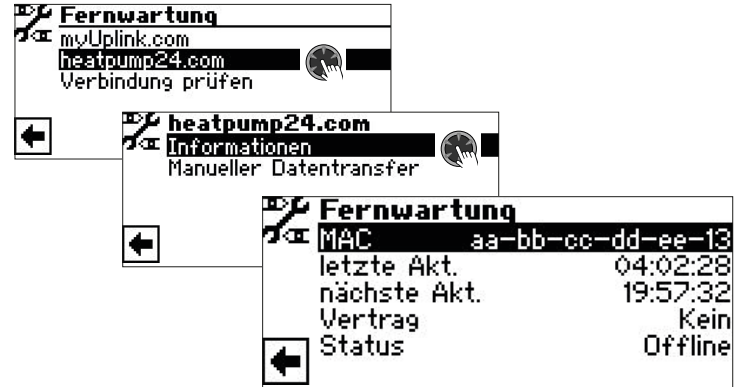 Fernwartung
myUplink.com
heatpump24.com
Verbindung prüfen
heatpump24.com
Informationen
Manueller Datentransfer
Fernwartung
MAC aa-bb-cc-dd-ee-13
letzte Akt. 04:02:28
nächste Akt. 19:57:32
Vertrag Kein
Status Offline